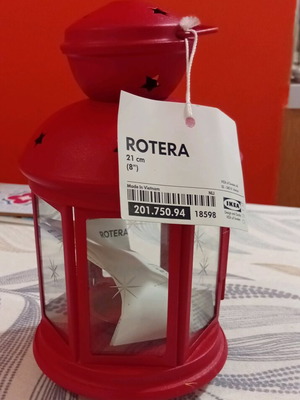 ROTERA
21 cm
(8")
Made in Vietnam
201.750.94 18598
IKEA
ROTERA